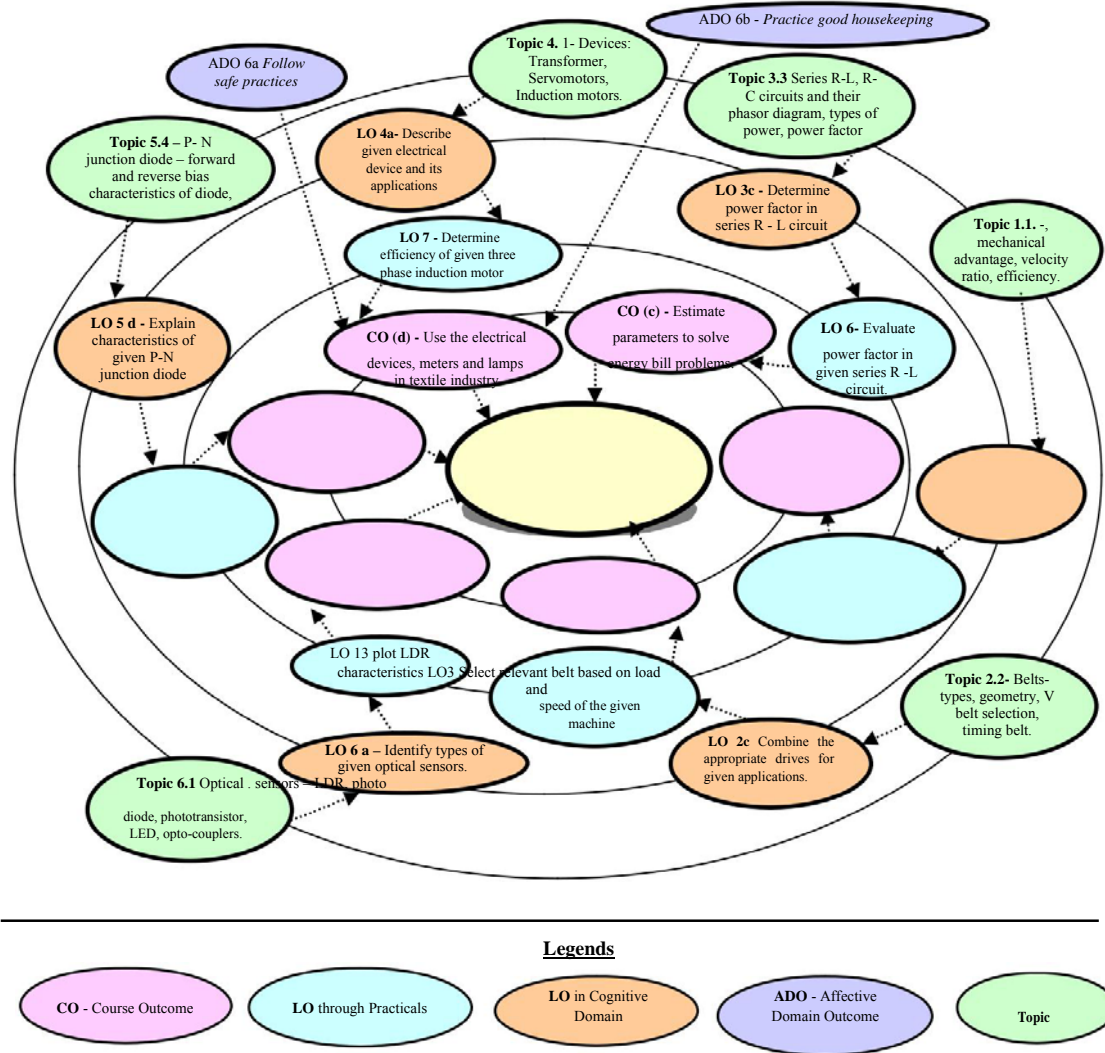 ADO 6b - Practice good housekeeping
ADO 6a Follow
safe practices
Topic 4. 1- Devices:
Transformer,
Servomotors,
Induction motors.
Topic 3.3 Series R-L, R-
C circuits and their
phasor diagram, types of
power, power factor
Topic 5.4 – P- N
junction diode – forward
and reverse bias
characteristics of diode,
LO 4a- Describe
given electrical
device and its
applications
LO 3c - Determine
power factor in
series R - L circuit
Topic 1.1. -,
mechanical
advantage, velocity
ratio, efficiency.
LO 7 - Determine
efficiency of given three
phase induction motor
LO 5 d - Explain
characteristics of
given P-N
junction diode
CO (d) - Use the electrical
devices, meters and lamps
in textile industry
CO (c) - Estimate
parameters to solve
energy bill problems.
LO 6- Evaluate
power factor in
given series R -L
circuit.
LO 13 plot LDR
characteristics LO3 Select relevant belt based on load
and
speed of the given
machine
Topic 2.2- Belts-
types, geometry, V
belt selection,
timing belt.
LO 6 a – Identify types of
given optical sensors.
LO 2c Combine the
appropriate drives for
given applications.
Topic 6.1 Optical . sensors – LDR, photo
diode, phototransistor,
LED, opto-couplers.
Legends
CO - Course Outcome
LO through Practicals
LO in Cognitive
Domain
ADO - Affective
Domain Outcome
Topic